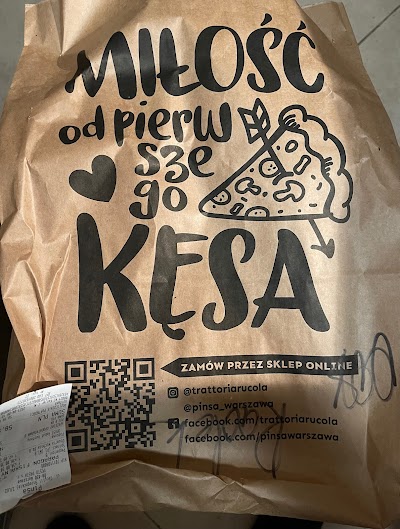 MIŁOŚĆ
od pierw
sze
go
KĘSA
ZAMÓW PRZEZ SKLEP ONLINE
@trattoriarucola
@pinsa_warszawa
facebook.com/trattoriarucola
facebook.com/pinsawarszawa